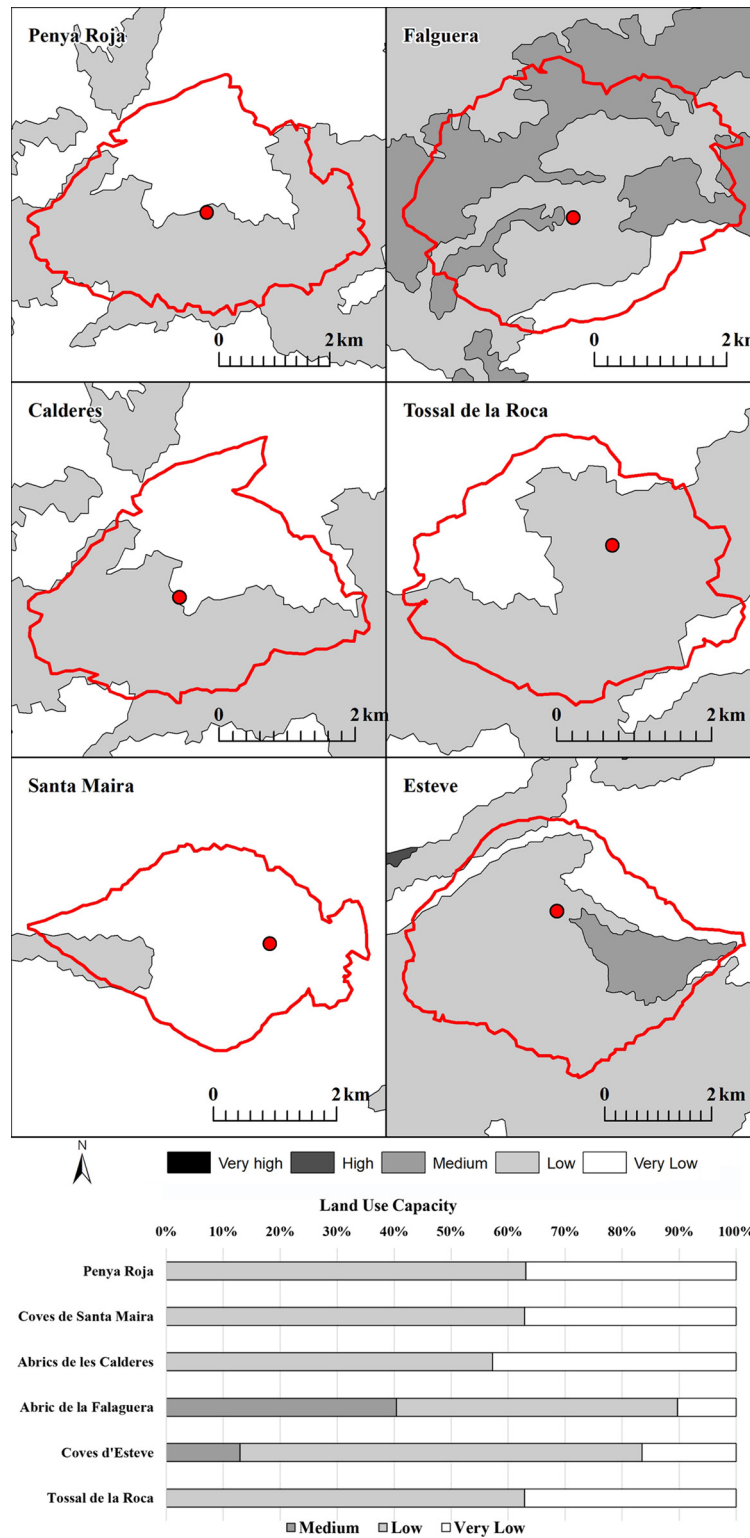 Penya Roja
Falguera
0 2 km
0 2 km
Calderes
Tossal de la Roca
0 2 km
0 2 km
Santa Maira
Esteve
0 2 km
0 2 km
N
Very high High Medium Low Very Low
Land Use Capacity
0% 10% 20% 30% 40% 50% 60% 70% 80% 90% 100%
Penya Roja
Coves de Santa Maira
Abrics de les Calderes
Abric de la Falaguera
Coves d'Esteve
Tossal de la Roca
Medium Low Very Low